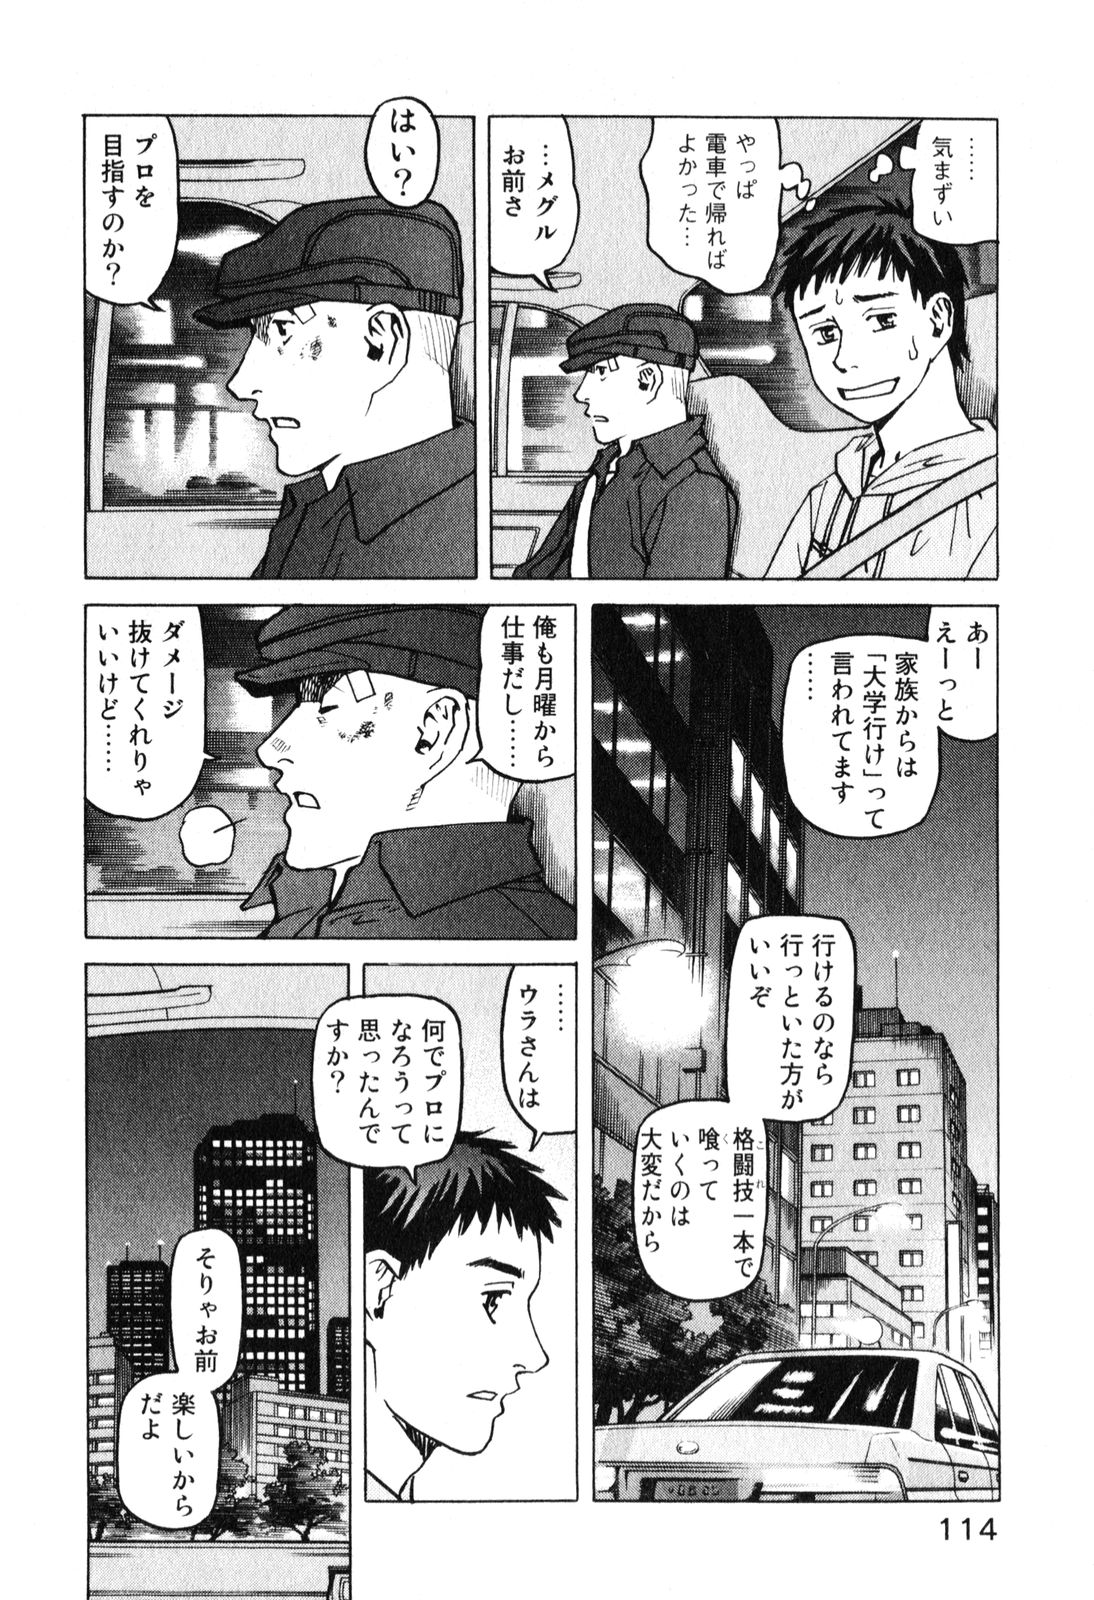 ……
気まずい
やっぱ
電車で帰れば
よかった…
…メグル
お前さ
はい？
プロを
目指すのか？
あー
えーっと
家族からは
「大学行け」って
言われてます
……
行けるのなら
行っといた方が
いいぞ
格闘技一本で
これ
喰って
く
いくのは
大変だから
俺も月曜から
仕事だし……
ダメージ
抜けてくれりゃ
いいけど……
……
ウラさんは
何でプロに
なろうって
思ったんで
すか？
そりゃお前
楽しいから
だよ
114